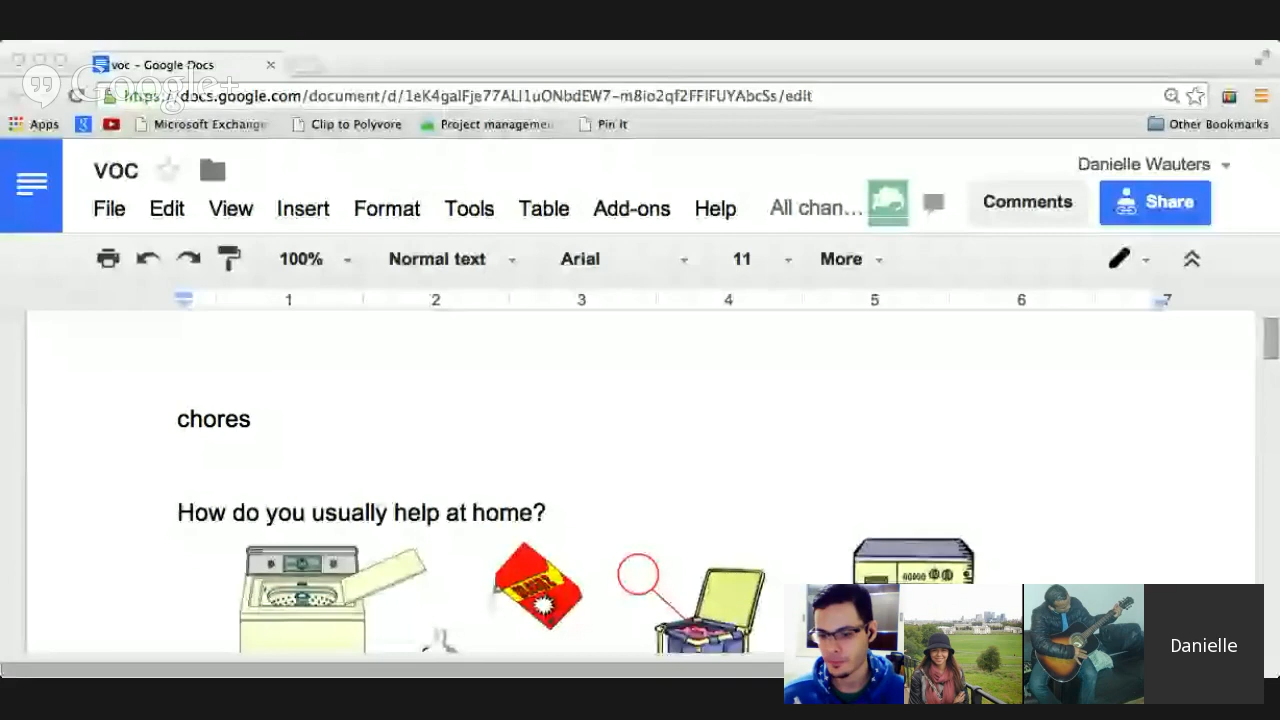 voc - Google Docs
Google+
https://docs.google.com/document/d/1eK4galFje77ALI1uONbdEW7-m8io2qf2FFIFUYAbcSs/edit
Apps
Microsoft Exchange
Clip to Polyvore
Project managemen
Pin It
Other Bookmarks
voc
Danielle Wauters
File Edit View Insert Format Tools Table Add-ons Help All chan...
Comments
Share
100% Normal text Arial 11 More
1 2 3 4 5 6 7
chores
How do you usually help at home?
Danielle